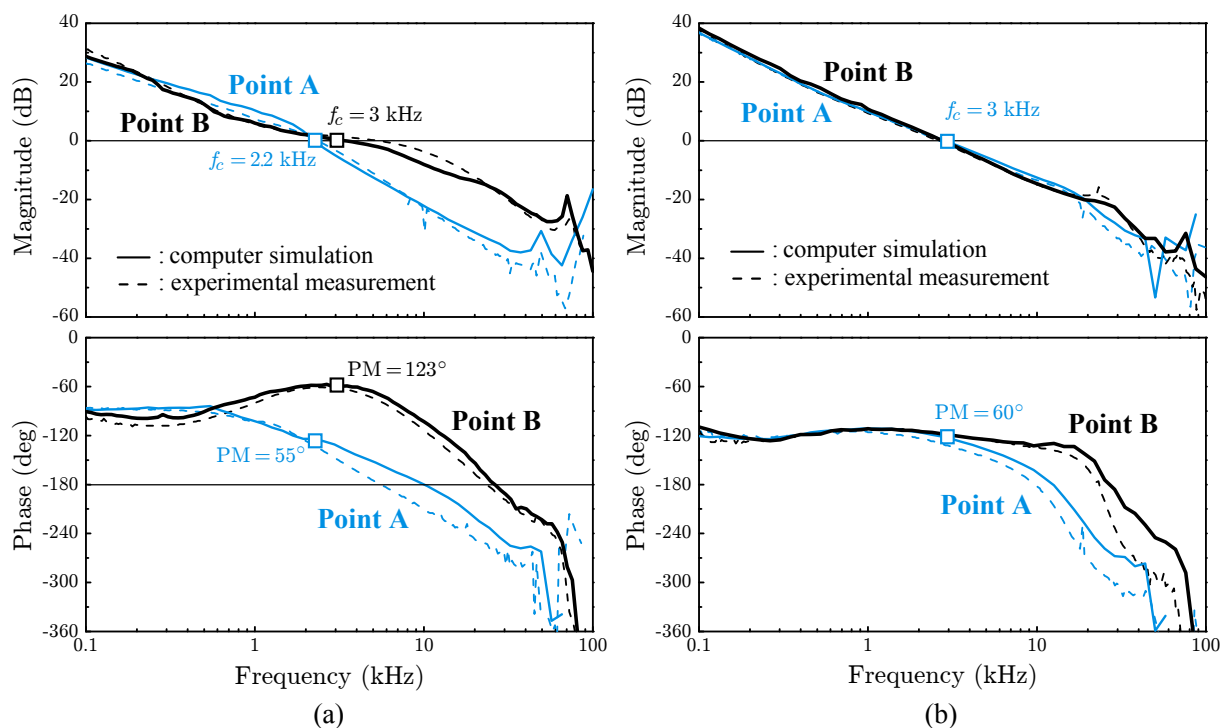 40
20
0
-20
-40
-60
Magnitude (dB)
Point A
Point B
f_c = 3 kHz
f_c = 2.2 kHz
: computer simulation
: experimental measurement
0
-60
-120
-180
-240
-300
-360
Phase (deg)
PM = 123°
Point B
PM = 55°
Point A
0.1 1 10 100
Frequency (kHz)
(a)
40
20
0
-20
-40
-60
Magnitude (dB)
Point B
Point A
f_c = 3 kHz
: computer simulation
: experimental measurement
0
-60
-120
-180
-240
-300
-360
Phase (deg)
PM = 60°
Point B
Point A
0.1 1 10 100
Frequency (kHz)
(b)